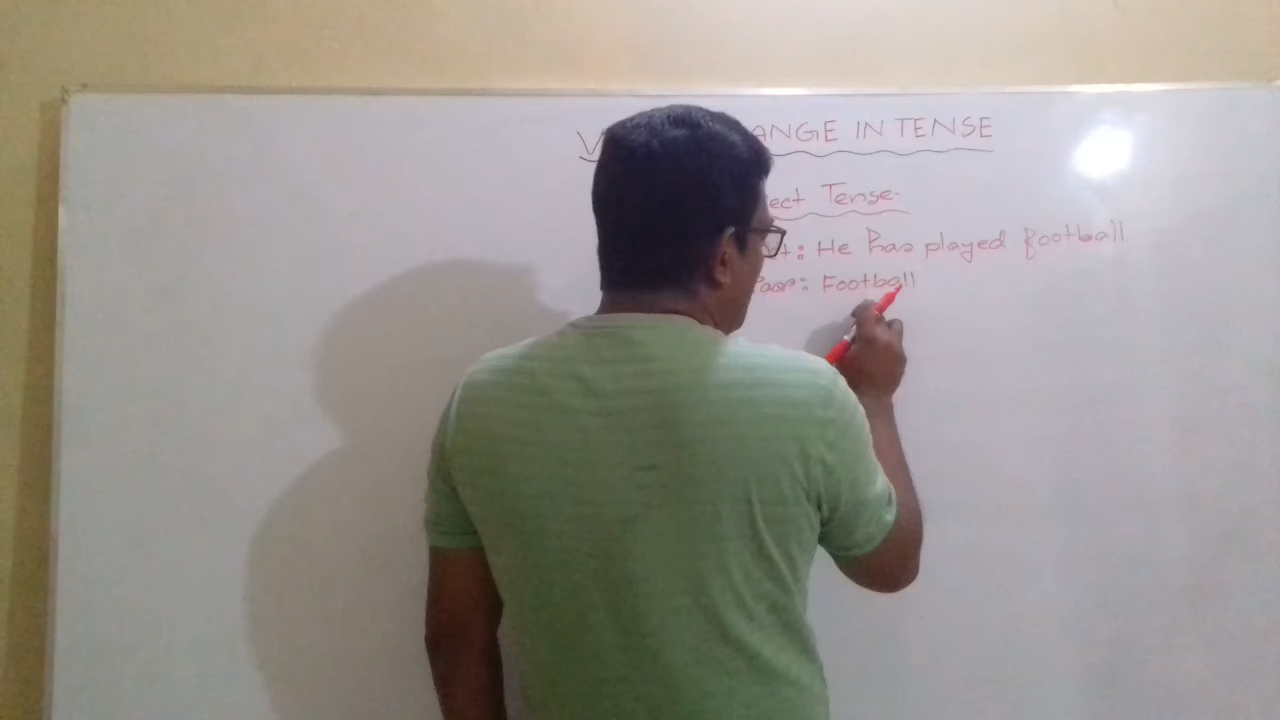 ANGE IN TENSE
ect Tense-
t: He has played football
Pass: Football